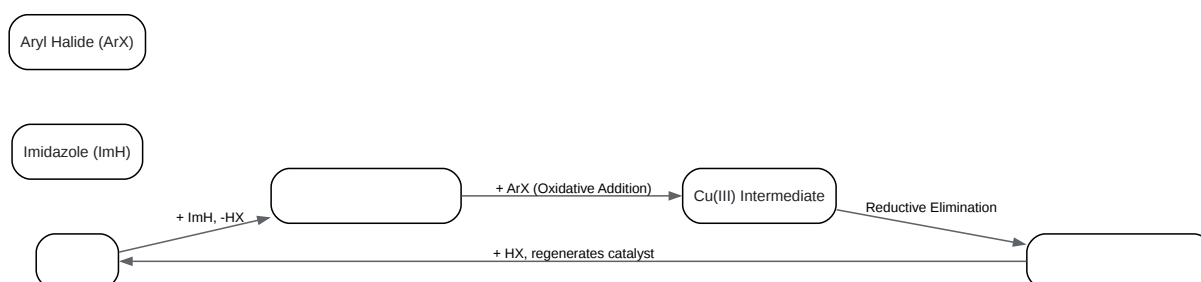 Aryl Halide (ArX)
Imidazole (ImH)
+ ArX (Oxidative Addition)
Cu(III) Intermediate
Reductive Elimination
+ ImH, -HX
+ HX, regenerates catalyst